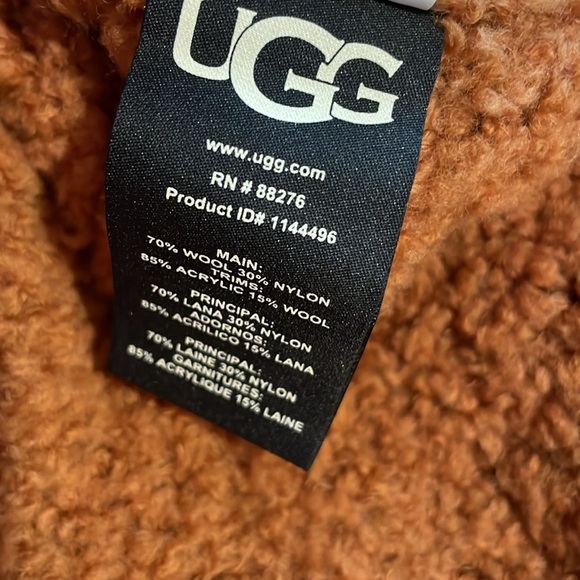 UGG
www.ugg.com
RN # 88276
Product ID# 1144496
MAIN:
70% WOOL 30% NYLON
TRIMS:
85% ACRYLIC 15% WOOL
PRINCIPAL:
70% LANA 30% NYLON
ADORNOS:
85% ACRILICO 15% LANA
PRINCIPAL:
70% LAINE 30% NYLON
GARNITURES:
85% ACRYLIQUE 15% LAINE